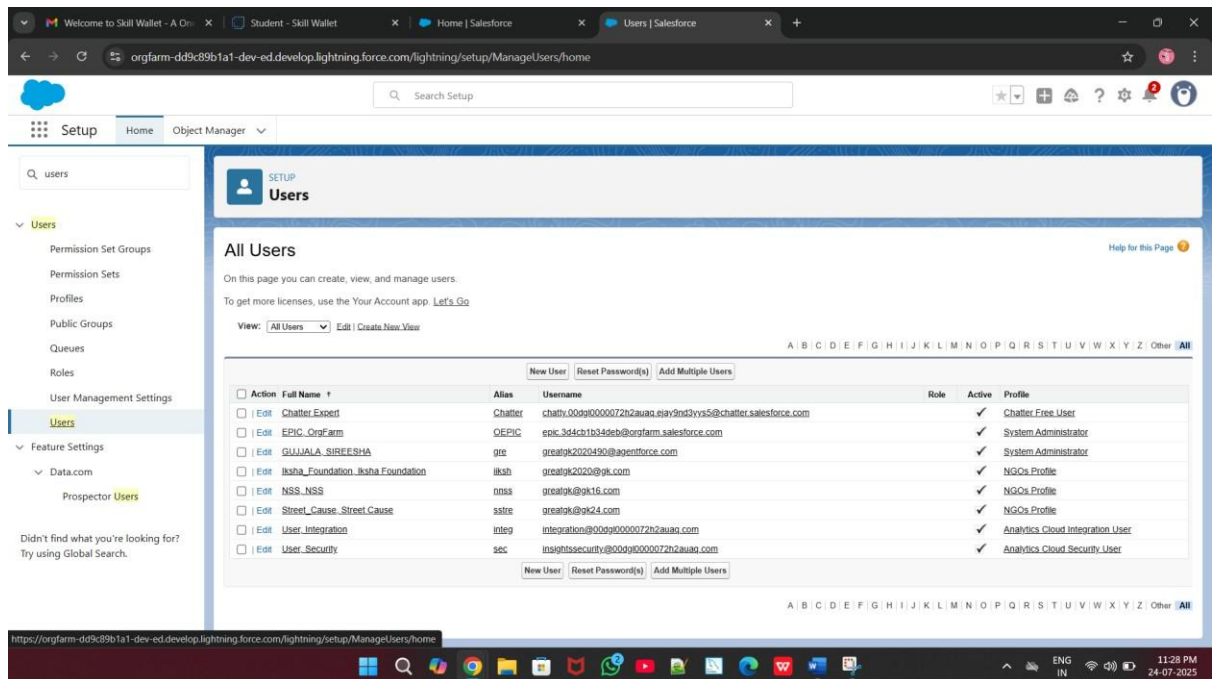 Welcome to Skill Wallet - A On
Student - Skill Wallet
Home | Salesforce
Users | Salesforce
orgfarm-dd9c89b1a1-dev-ed.develop.lightning.force.com/lightning/setup/ManageUsers/home
Search Setup
2
Setup Home Object Manager
users
SETUP
Users
Users
Permission Set Groups
Permission Sets
Profiles
Public Groups
Queues
Roles
User Management Settings
Users
Feature Settings
Data.com
Prospector Users
Didn't find what you're looking for?
Try using Global Search.
All Users
Help for this Page
On this page you can create, view, and manage users.
To get more licenses, use the Your Account app. Let's Go
View: All Users Edit | Create New View
A | B | C | D | E | F | G | H | I | J | K | L | M | N | O | P | Q | R | S | T | U | V | W | X | Y | Z | Other All
New User Reset Password(s) Add Multiple Users
Action Full Name ↑ Alias Username Role Active Profile
Edit Chatter Expert Chatter chatty.00dgl0000072h2auaq.ejay9nd3yys5@chatter.salesforce.com Chatter Free User
Edit EPIC, OrgFarm OEPIC epic.3d4cb1b34deb@orgfarm.salesforce.com System Administrator
Edit GUJJALA, SIREESHA gre greatgk2020490@agentforce.com System Administrator
Edit Iksha_Foundation, Iksha Foundation iiksh greatgk2020@gk.com NGOs Profile
Edit NSS, NSS nnss greatgk@gk16.com NGOs Profile
Edit Street_Cause, Street Cause sstre greatgk@gk24.com NGOs Profile
Edit User, Integration integ integration@00dgl0000072h2auaq.com Analytics Cloud Integration User
Edit User, Security sec insightssecurity@00dgl0000072h2auaq.com Analytics Cloud Security User
New User Reset Password(s) Add Multiple Users
A | B | C | D | E | F | G | H | I | J | K | L | M | N | O | P | Q | R | S | T | U | V | W | X | Y | Z | Other All
https://orgfarm-dd9c89b1a1-dev-ed.develop.lightning.force.com/lightning/setup/ManageUsers/home
ENG
IN
11:28 PM
24-07-2025